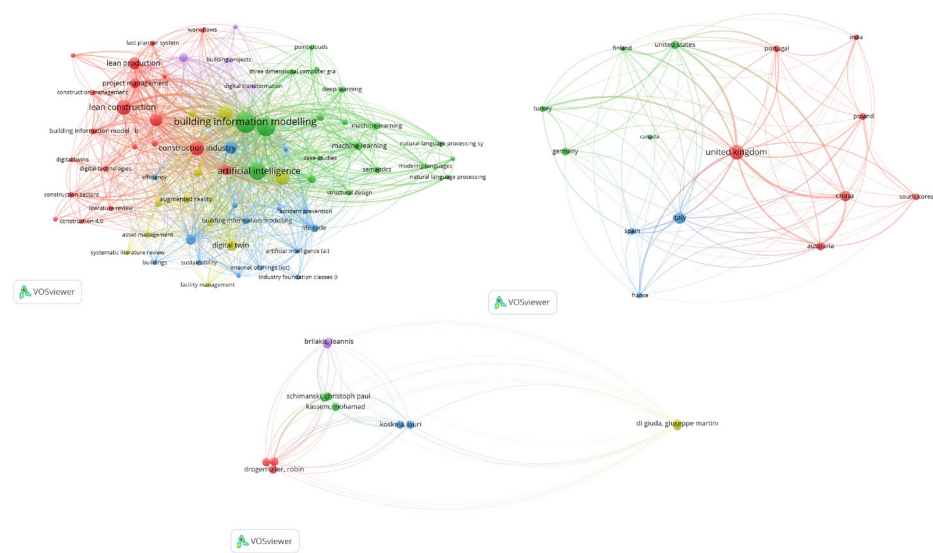 workflows
last planner system
point clouds
lean production
building projects
three dimensional computer gra
project management
digital transformation
deep learning
construction management
lean construction
building information modelling
machine learning
building information model
construction industry
machine learning
natural language processing sy
case-studies
digital twins
digital technologies
artificial intelligence
semantics
modeling languages
efficiency
natural language processing
structural design
construction sectors
augmented reality
literature review
accident prevention
construction 4.0
building information modelling
life cycle
asset management
digital twin
systematic literature review
artificial intelligence (ai)
buildings
sustainability
internet of things (iot)
industry foundation classes (i
facility management
VOSviewer
india
finland
united states
portugal
turkey
poland
canada
germany
united kingdom
china
south korea
italy
spain
australia
france
VOSviewer
brilakis, ioannis
schimanski, christoph paul
kassem, mohamad
koskela, lauri
di giuda, giuseppe martino
drogemuller, robin
VOSviewer